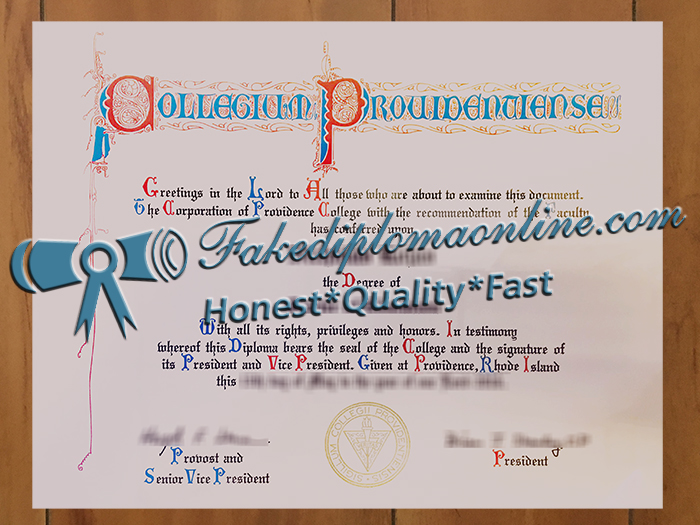 COLLEGIUM PROVIDENTIENSE
Greetings in the Lord to All those who are about to examine this document.
The Corporation of Providence College with the recommendation of the Faculty
has conferred upon
Fakediplomaonline.com
the Degree of
Honest*Quality*Fast
With all its rights, privileges and honors. In testimony
whereof this Diploma bears the seal of the College and the signature of
its President and Vice President. Given at Providence, Rhode Island
this
SIGILLUM COLLEGII PROVIDENTIENSIS
Provost and
Senior Vice President
President